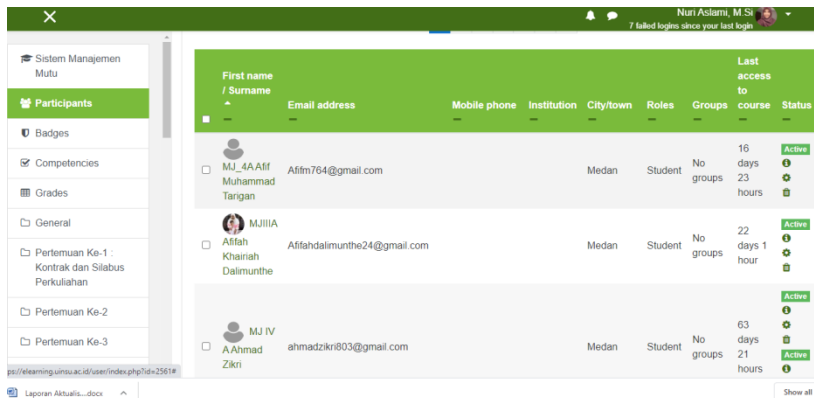 Nuri Aslami, M.Si
7 failed logins since your last login
Sistem Manajemen
Mutu
Participants
Badges
Competencies
Grades
General
Pertemuan Ke-1 :
Kontrak dan Silabus
Perkuliahan
Pertemuan Ke-2
Pertemuan Ke-3
First name
/ Surname
Email address
Mobile phone
Institution
City/town
Roles
Groups
Last
access
to
course
Status
MJ_4A Afif
Muhammad
Tarigan
Afifm764@gmail.com
Medan
Student
No
groups
16
days
23
hours
Active
MJIIIA
Afifah
Khairiah
Dalimunthe
Afifahdalimunthe24@gmail.com
Medan
Student
No
groups
22
days 1
hour
Active
MJ IV
A Ahmad
Zikri
ahmadzikri803@gmail.com
Medan
Student
No
groups
63
days
21
hours
Active
Active
ps://elearning.uinsu.ac.id/user/index.php?id=2561#
Laporan Aktualis....docx
Show all